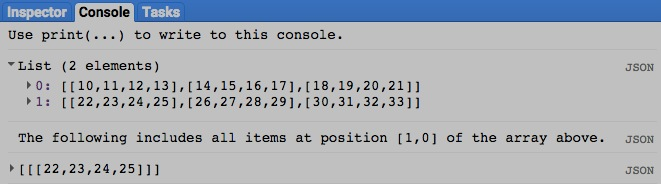 Inspector Console Tasks
Use print(...) to write to this console.
List (2 elements) JSON
0: [[10,11,12,13],[14,15,16,17],[18,19,20,21]]
1: [[22,23,24,25],[26,27,28,29],[30,31,32,33]]
The following includes all items at position [1,0] of the array above. JSON
[[[22,23,24,25]]] JSON